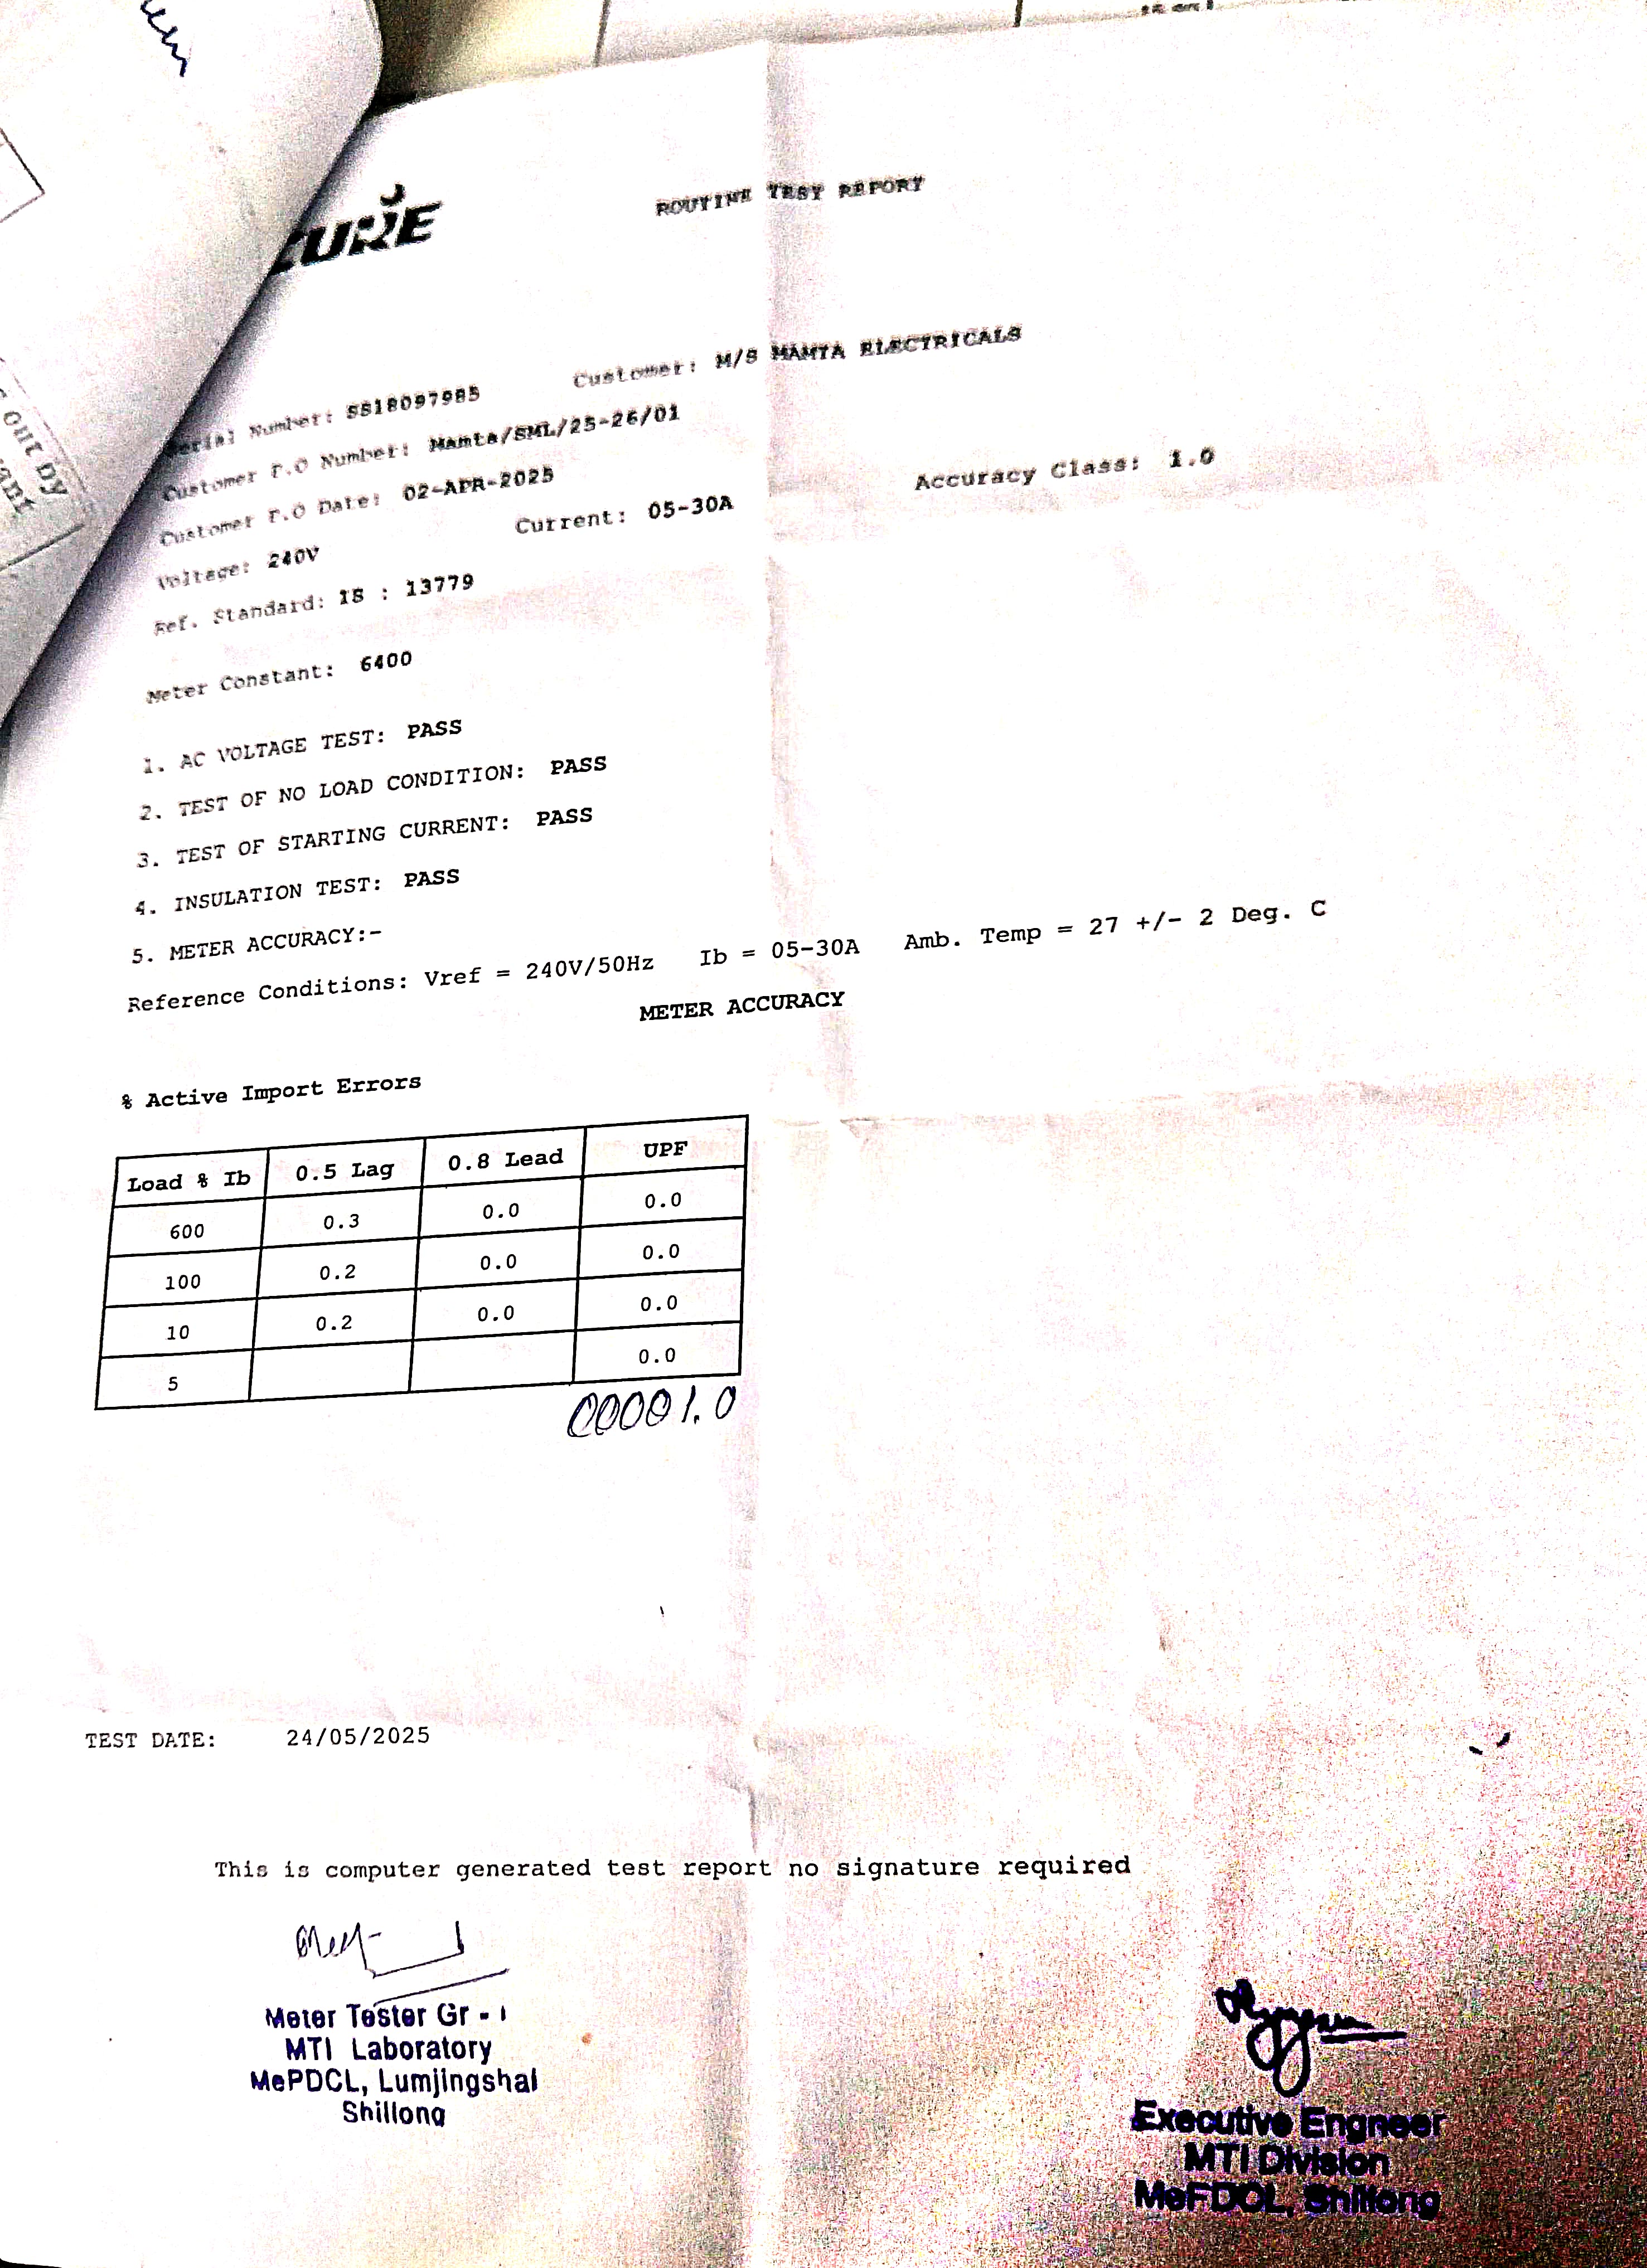 ROUTINE TEST REPORT
Serial Number: SS18097985 Customer: M/S MAMTA ELECTRICALS
Customer P.O Number: Mamta/SML/25-26/01
Customer P.O Date: 02-APR-2025
Voltage: 240V Current: 05-30A Accuracy Class: 1.0
Ref. Standard: IS : 13779
Meter Constant: 6400
1. AC VOLTAGE TEST: PASS
2. TEST OF NO LOAD CONDITION: PASS
3. TEST OF STARTING CURRENT: PASS
4. INSULATION TEST: PASS
5. METER ACCURACY:-
Reference Conditions: Vref = 240V/50Hz Ib = 05-30A Amb. Temp = 27 +/- 2 Deg. C
METER ACCURACY
% Active Import Errors
Load % Ib 0.5 Lag 0.8 Lead UPF
600 0.3 0.0 0.0
100 0.2 0.0 0.0
10 0.2 0.0 0.0
5 0.0
00001.0
TEST DATE: 24/05/2025
This is computer generated test report no signature required
Meter Tester Gr - I
MTI Laboratory
MePDCL, Lumjingshai
Shillong
Executive Engneer
MTI Division
MePDCL, Shillong
out by